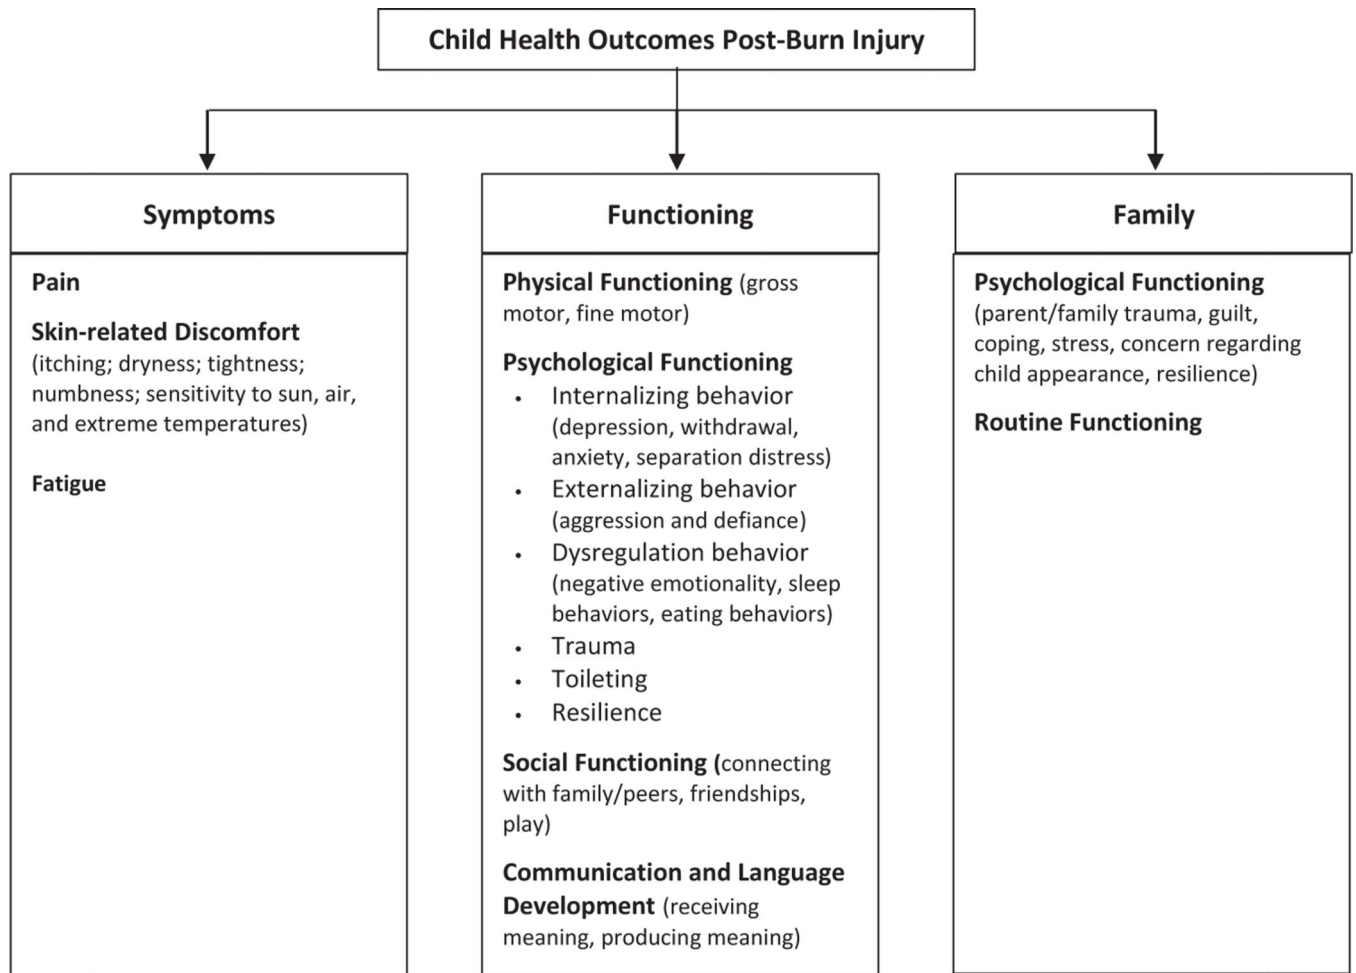 Child Health Outcomes Post-Burn Injury
Symptoms
Pain
Skin-related Discomfort
(itching; dryness; tightness;
numbness; sensitivity to sun, air,
and extreme temperatures)
Fatigue
Functioning
Physical Functioning (gross
motor, fine motor)
Psychological Functioning
• Internalizing behavior
(depression, withdrawal,
anxiety, separation distress)
• Externalizing behavior
(aggression and defiance)
• Dysregulation behavior
(negative emotionality, sleep
behaviors, eating behaviors)
• Trauma
• Toileting
• Resilience
Social Functioning (connecting
with family/peers, friendships,
play)
Communication and Language
Development (receiving
meaning, producing meaning)
Family
Psychological Functioning
(parent/family trauma, guilt,
coping, stress, concern regarding
child appearance, resilience)
Routine Functioning